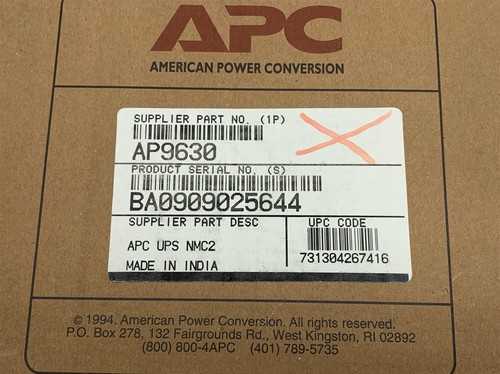 APC
AMERICAN POWER CONVERSION
SUPPLIER PART NO. (1P)
AP9630
PRODUCT SERIAL NO. (S)
BA0909025644
SUPPLIER PART DESC
UPC CODE
APC UPS NMC2
731304267416
MADE IN INDIA
© 1994. American Power Conversion. All rights reserved.
P.O. Box 278, 132 Fairgrounds Rd., West Kingston, RI 02892
(800) 800-4APC (401) 789-5735